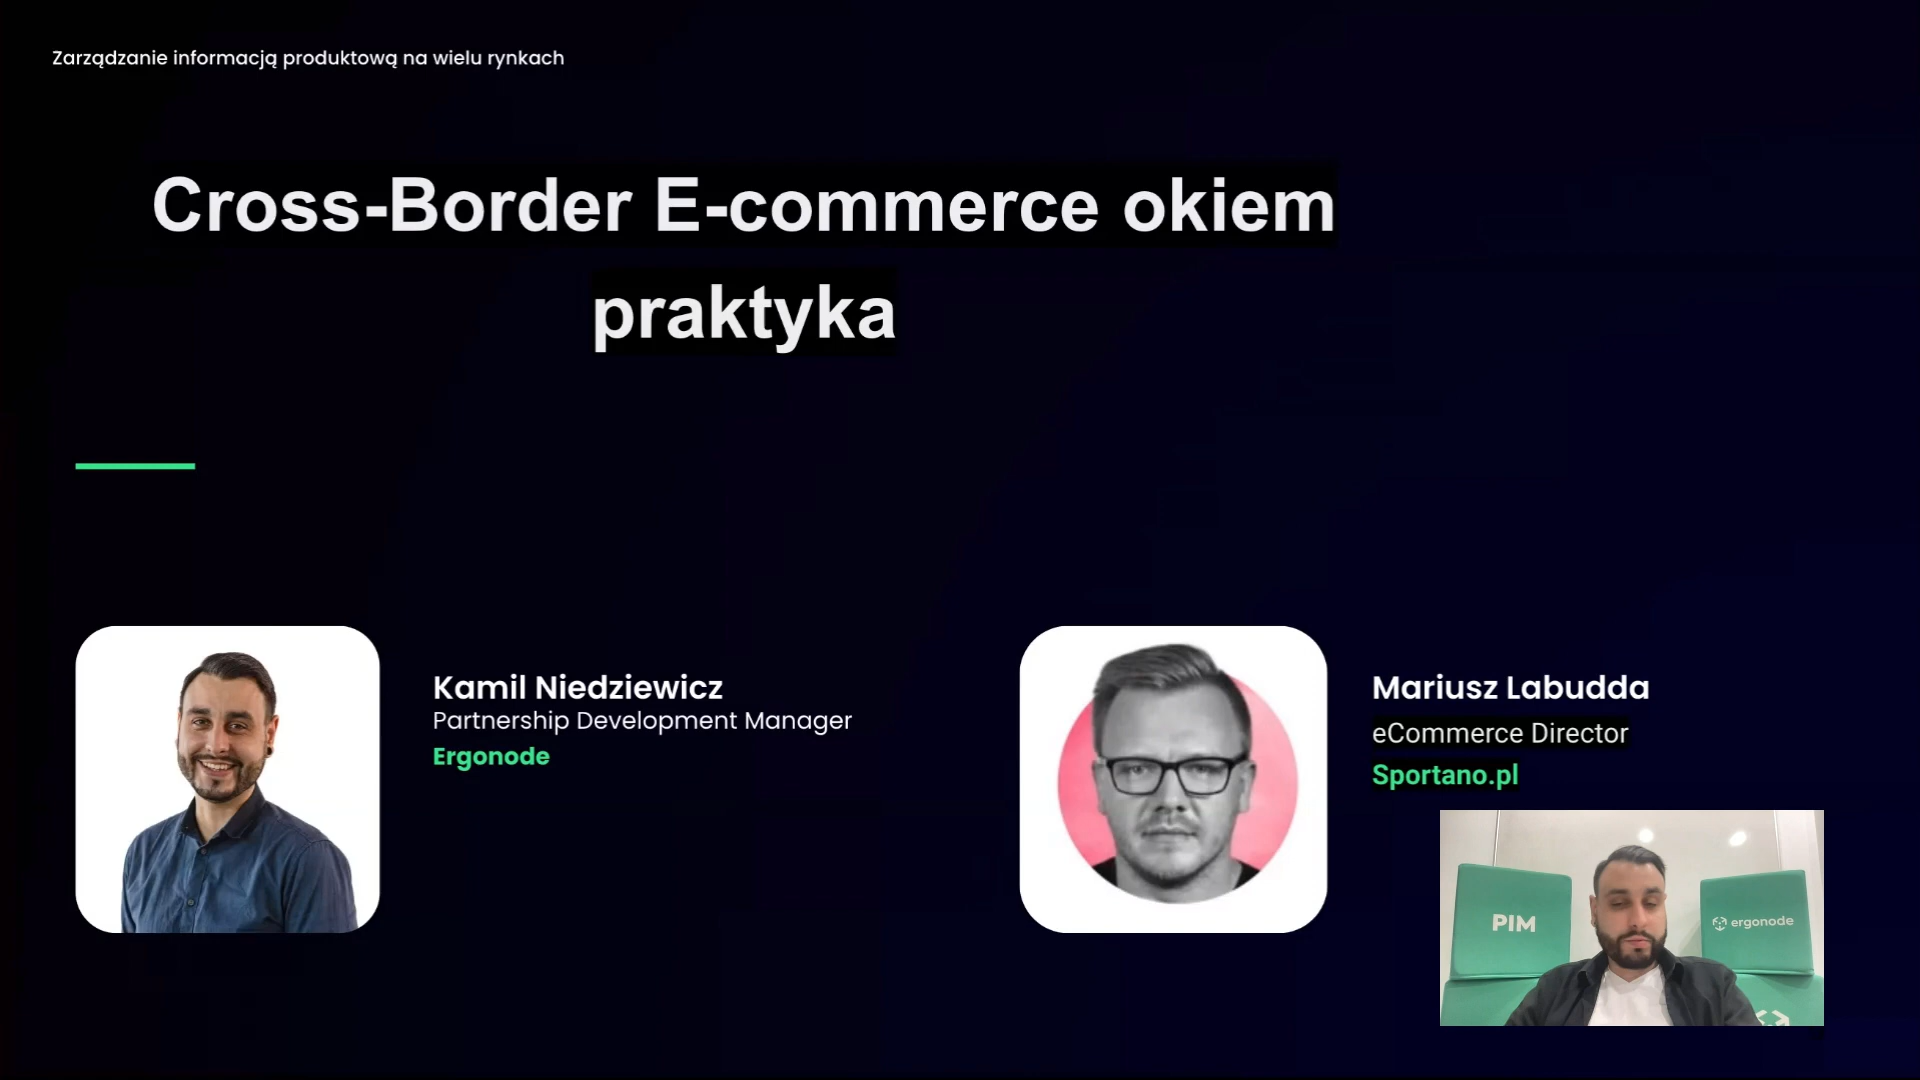 Zarządzanie informacją produktową na wielu rynkach
Cross-Border E-commerce okiem
praktyka
Kamil Niedziewicz
Partnership Development Manager
Ergonode
Mariusz Labudda
eCommerce Director
Sportano.pl
PIM
ergonode